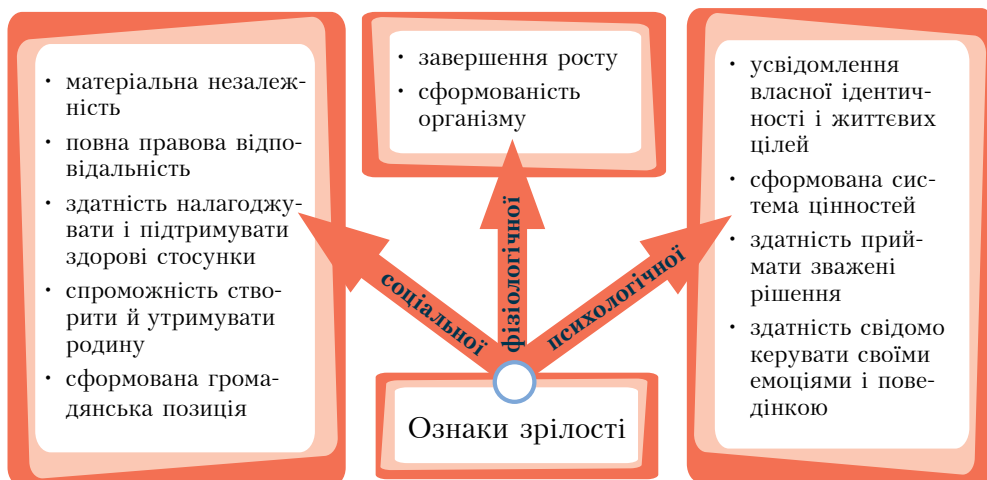 • матеріальна незалеж-
ність
• повна правова відпо-
відальність
• здатність налагоджу-
вати і підтримувати
здорові стосунки
• спроможність ство-
рити й утримувати
родину
• сформована грома-
дянська позиція
• завершення росту
• сформованість
організму
• усвідомлення
власної ідентич-
ності і життєвих
цілей
• сформована сис-
тема цінностей
• здатність прий-
мати зважені
рішення
• здатність свідомо
керувати своїми
емоціями і пове-
дінкою
соціальної
фізіологічної
психологічної
Ознаки зрілості